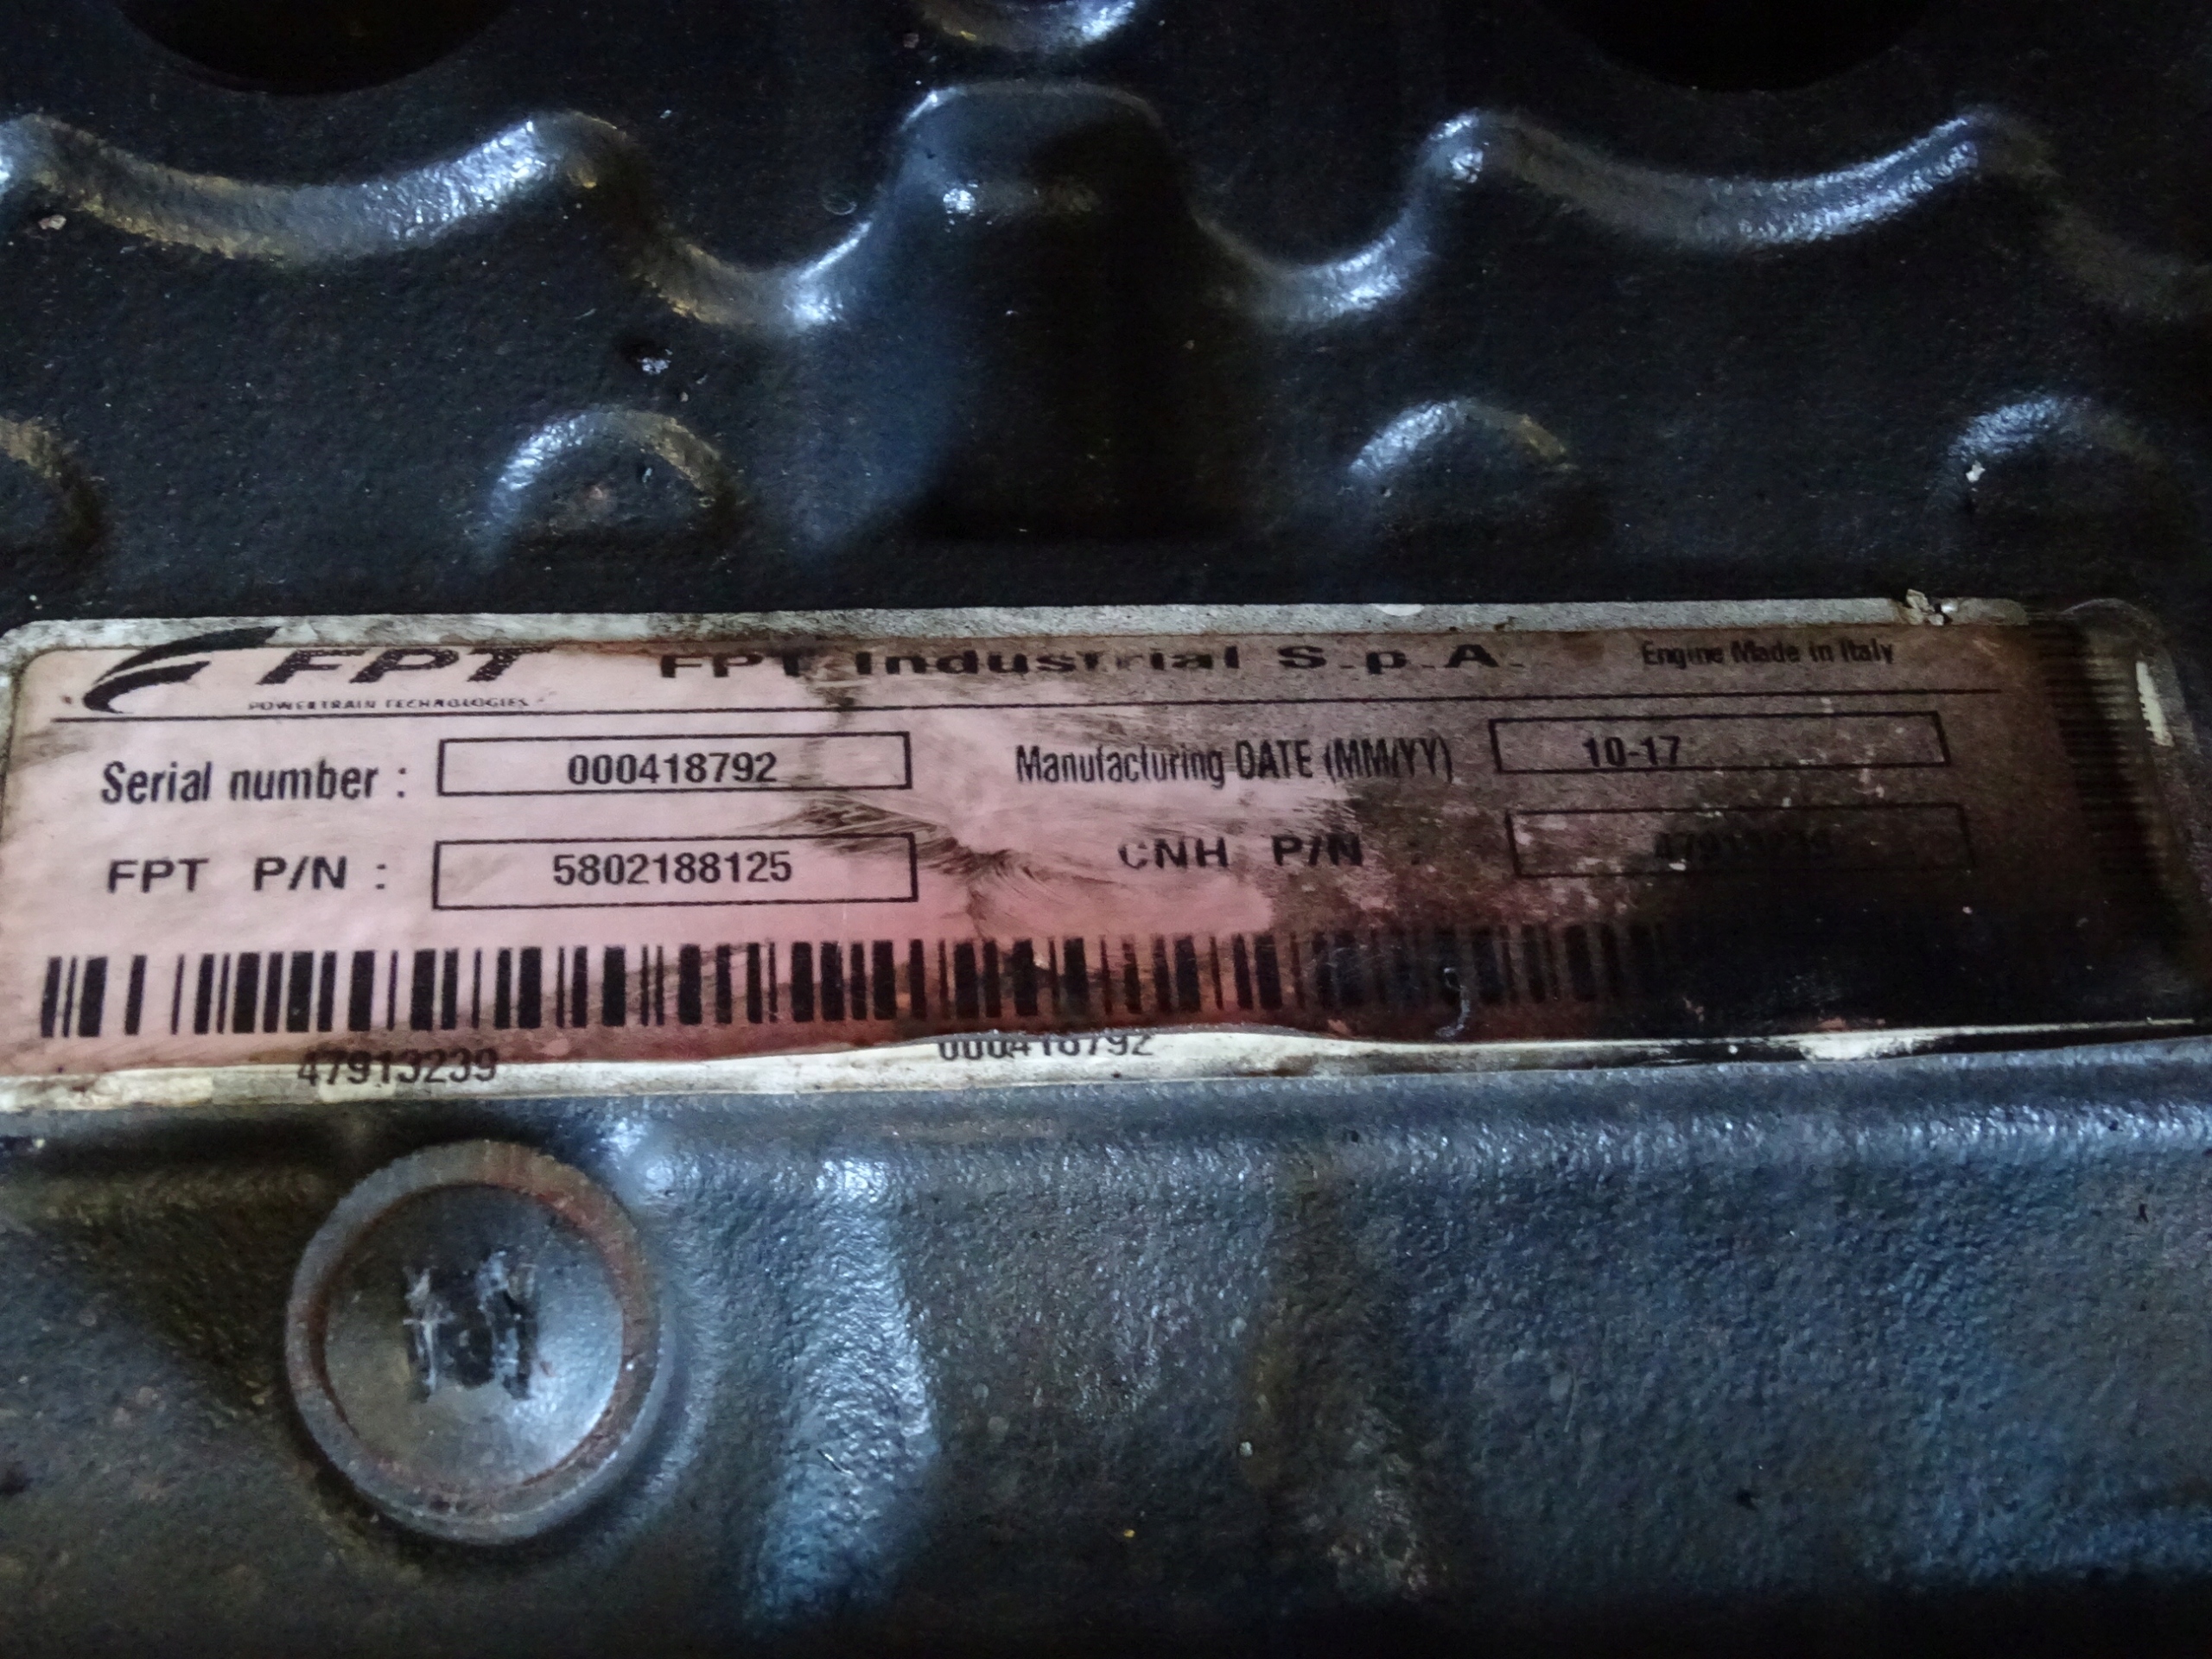 FPT FPT Industrial S.p.A. Engine Made in Italy
POWERTRAIN TECHNOLOGIES
Serial number : 000418792 Manufacturing DATE (MM/YY) 10-17
FPT P/N : 5802188125 CNH P/N : 47913239
47913239 000418792